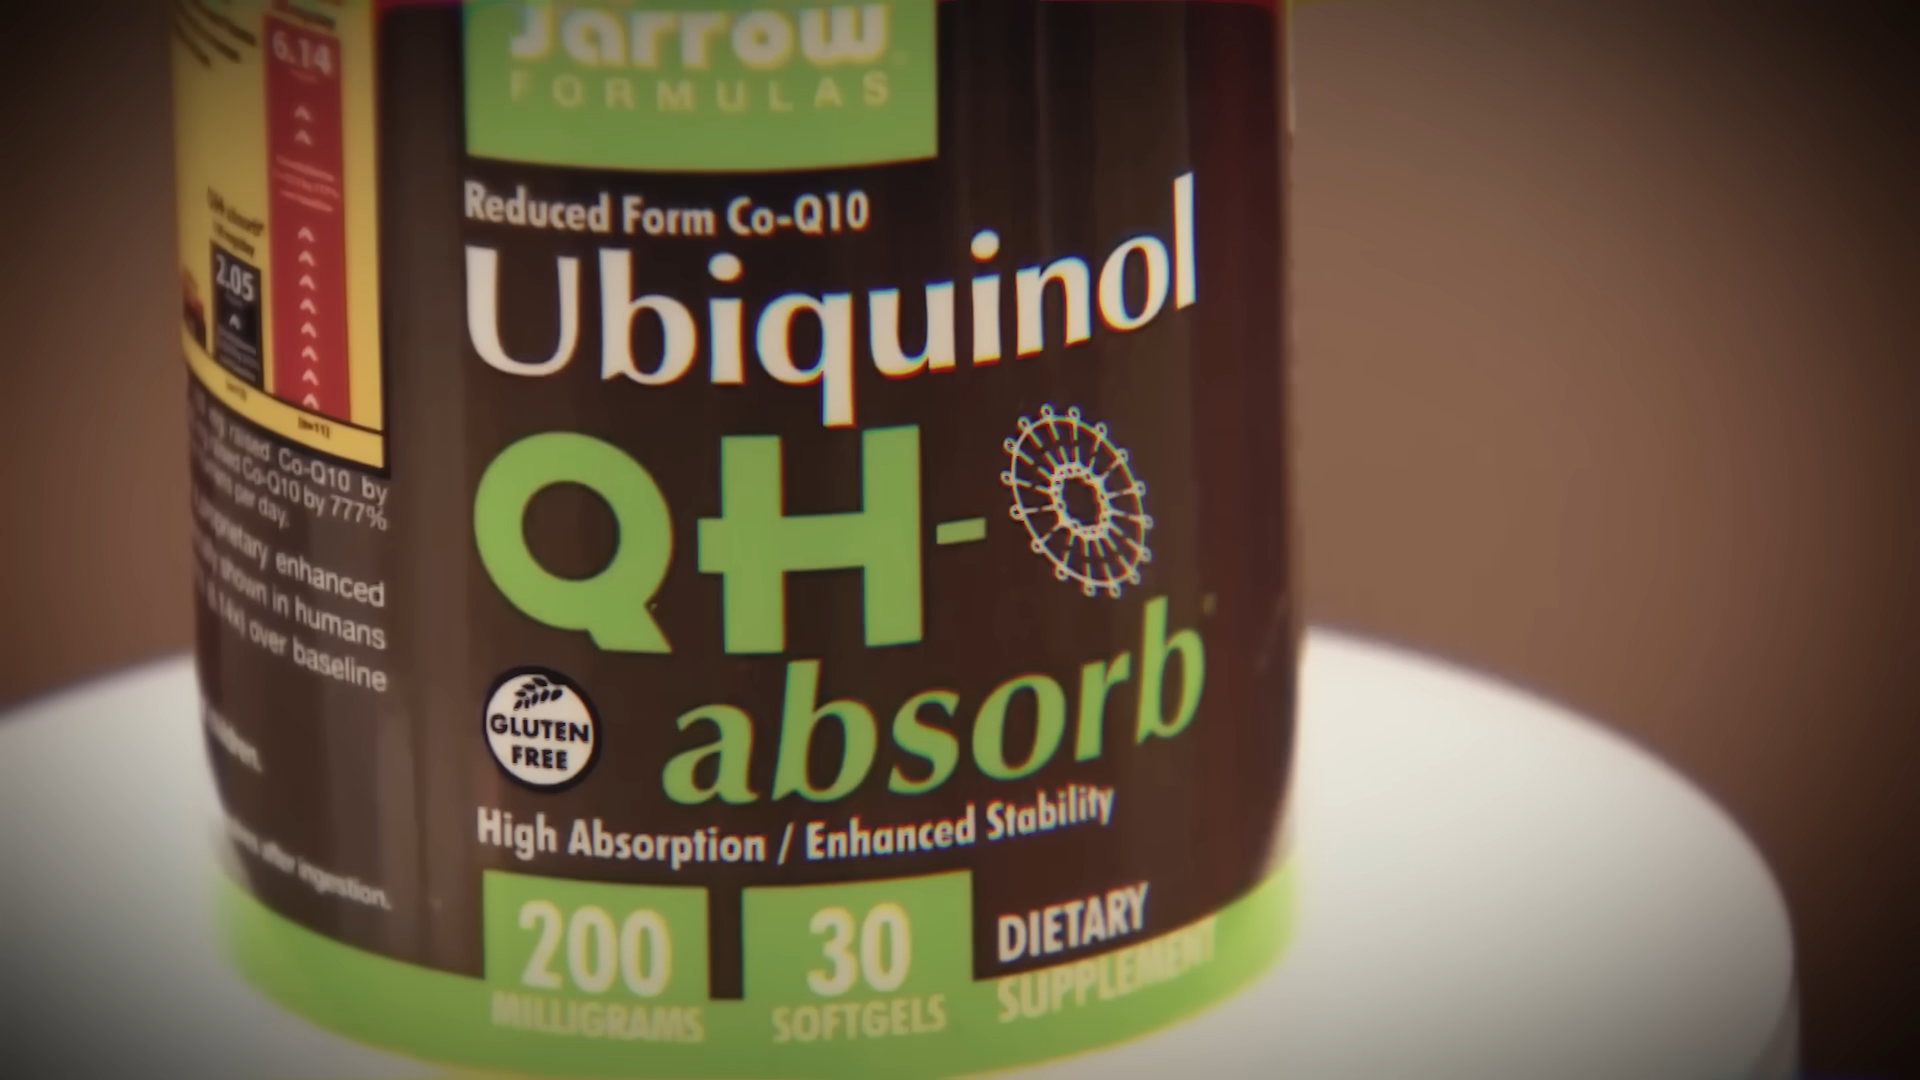 Jarrow
FORMULAS
Reduced Form Co-Q10
Ubiquinol
QH-
absorb
GLUTEN
FREE
High Absorption / Enhanced Stability
200
MILLIGRAMS
30
SOFTGELS
DIETARY
SUPPLEMENT
6.14
2.05
raised Co-Q10 by
Co-Q10 by 777%
per day.
enhanced
shown in humans
over baseline
after ingestion.